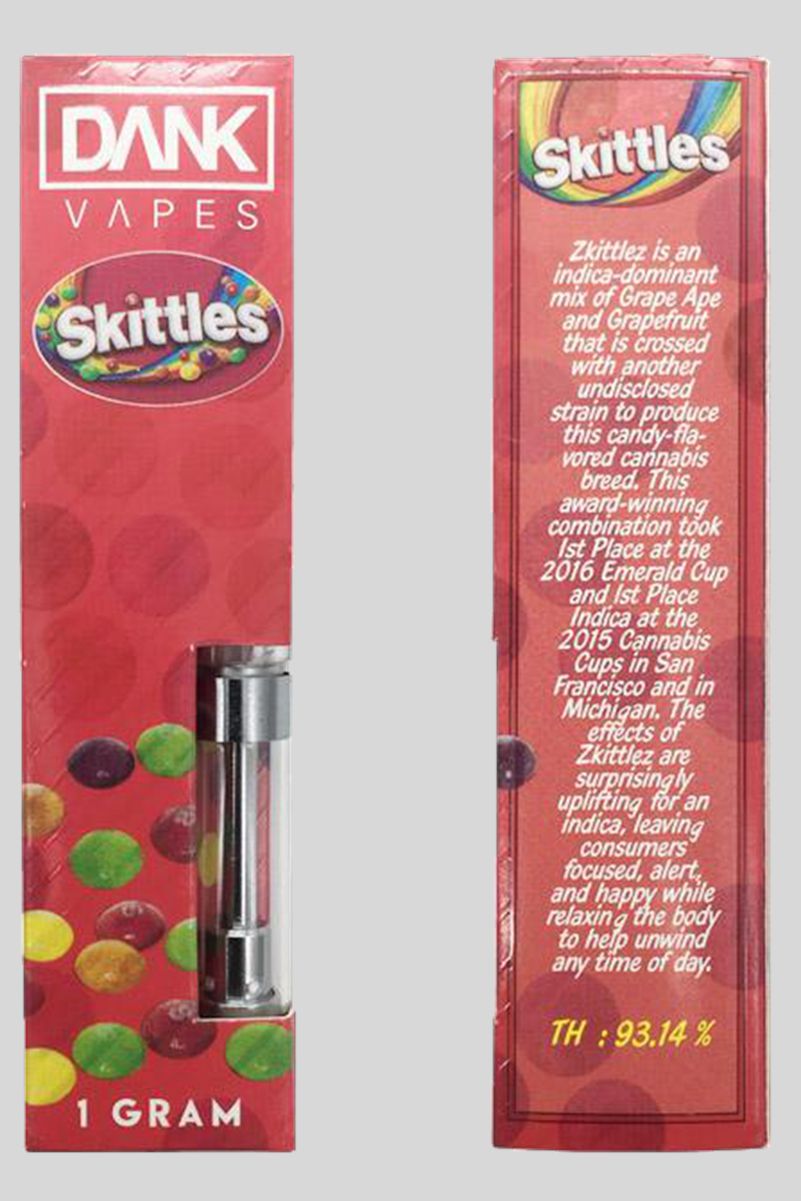 DANK
VAPES
Skittles
1 GRAM
Skittles
Zkittlez is an
indica-dominant
mix of Grape Ape
and Grapefruit
that is crossed
with another
undisclosed
strain to produce
this candy-fla-
vored cannabis
breed. This
award-winning
combination took
1st Place at the
2016 Emerald Cup
and 1st Place
Indica at the
2015 Cannabis
Cups in San
Francisco and in
Michigan. The
effects of
Zkittlez are
surprisingly
uplifting for an
indica, leaving
consumers
focused, alert,
and happy while
relaxing the body
to help unwind
any time of day.
TH : 93.14 %